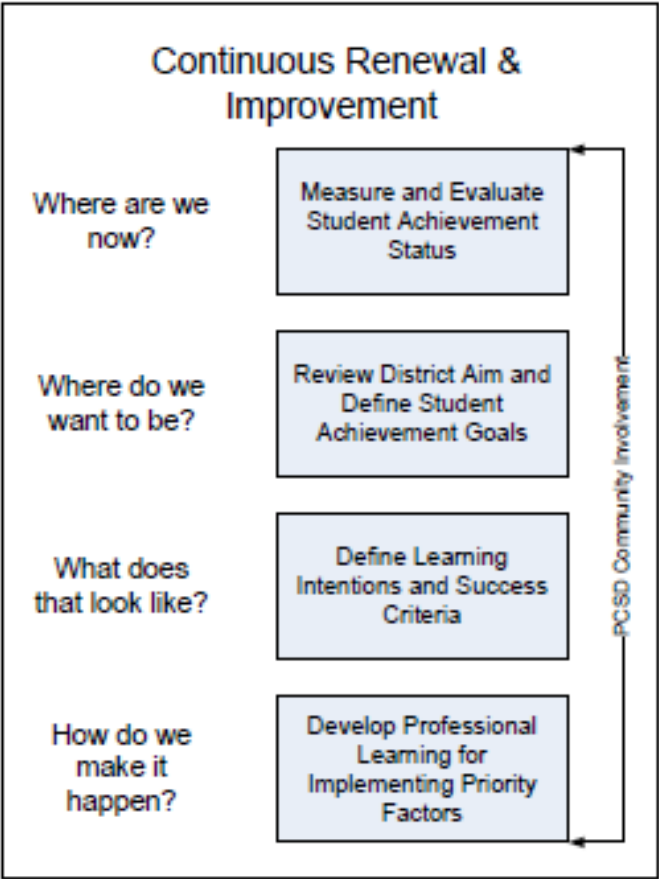 Continuous Renewal &
Improvement
Where are we
now?
Measure and Evaluate
Student Achievement
Status
Where do we
want to be?
Review District Aim and
Define Student
Achievement Goals
What does
that look like?
Define Learning
Intentions and Success
Criteria
How do we
make it
happen?
Develop Professional
Learning for
Implementing Priority
Factors
PCSD Community Involvement